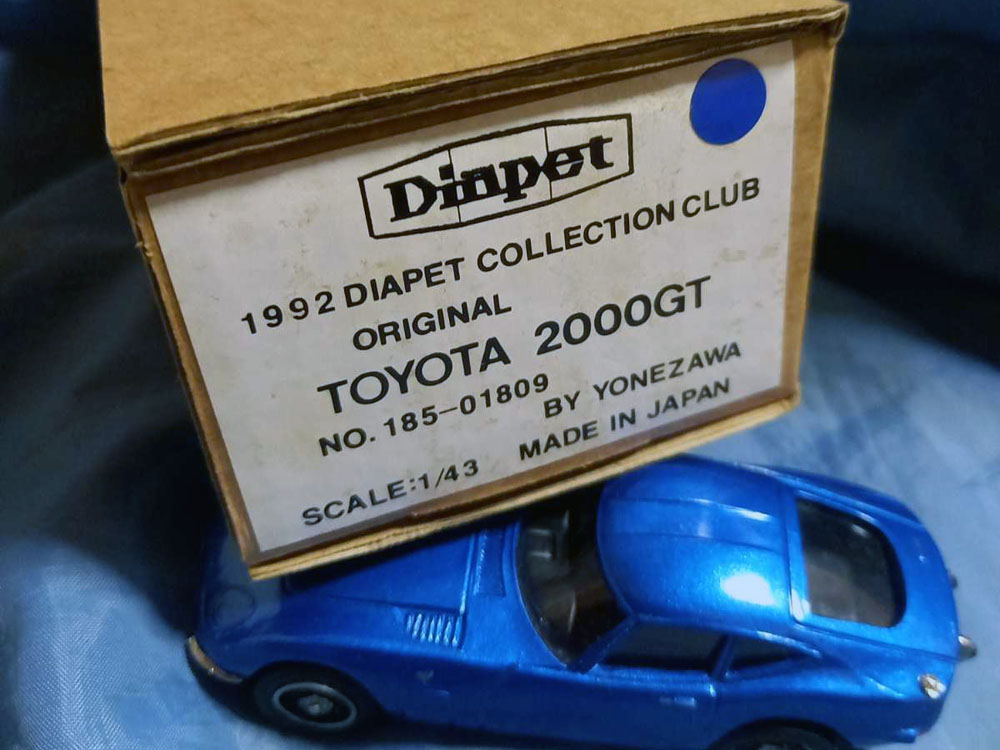 Diapet
1992 DIAPET COLLECTION CLUB
ORIGINAL
TOYOTA 2000GT
NO. 185-01809
BY YONEZAWA
SCALE:1/43 MADE IN JAPAN